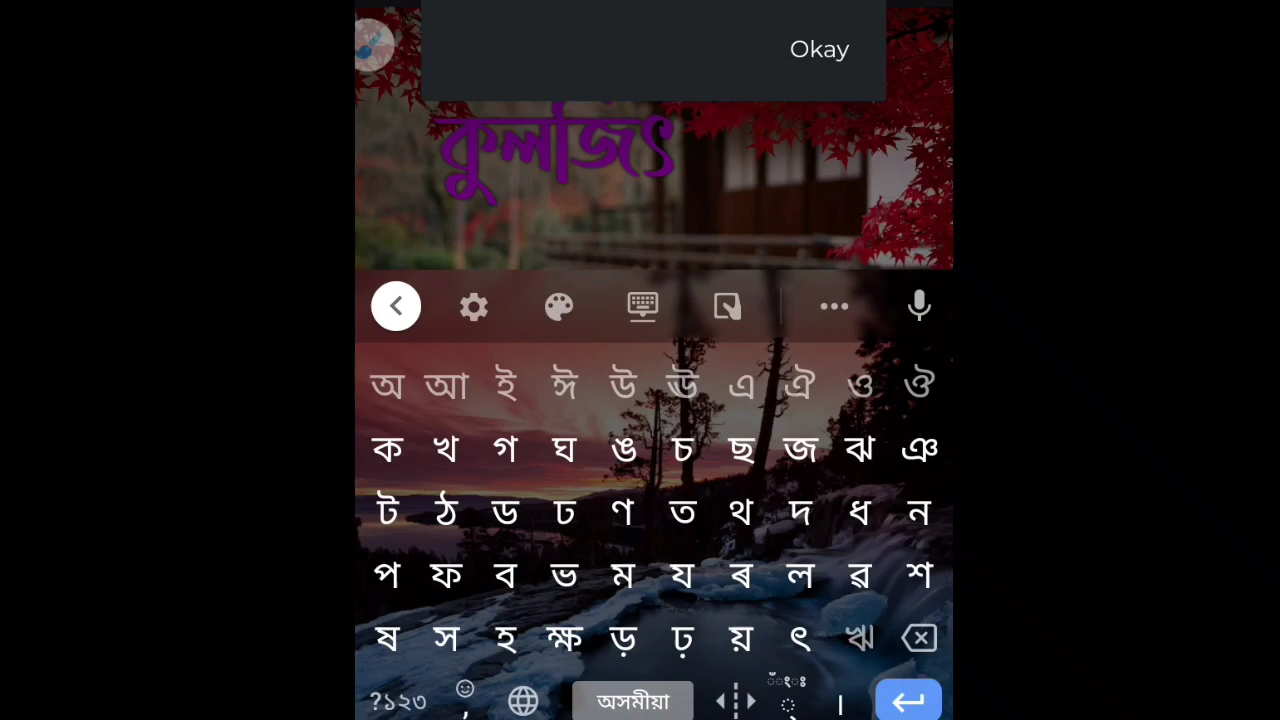 Okay
কুলজিৎ
অ আ ই ঈ উ ঊ এ ঐ ও ঔ
ক খ গ ঘ ঙ চ ছ জ ঝ ঞ
ট ঠ ড ঢ ণ ত থ দ ধ ন
প ফ ব ভ ম য ৰ ল ৱ শ
ষ স হ ক্ষ ড় ঢ় য় ৎ ঋ
?১২৩ , অসমীয়া ।